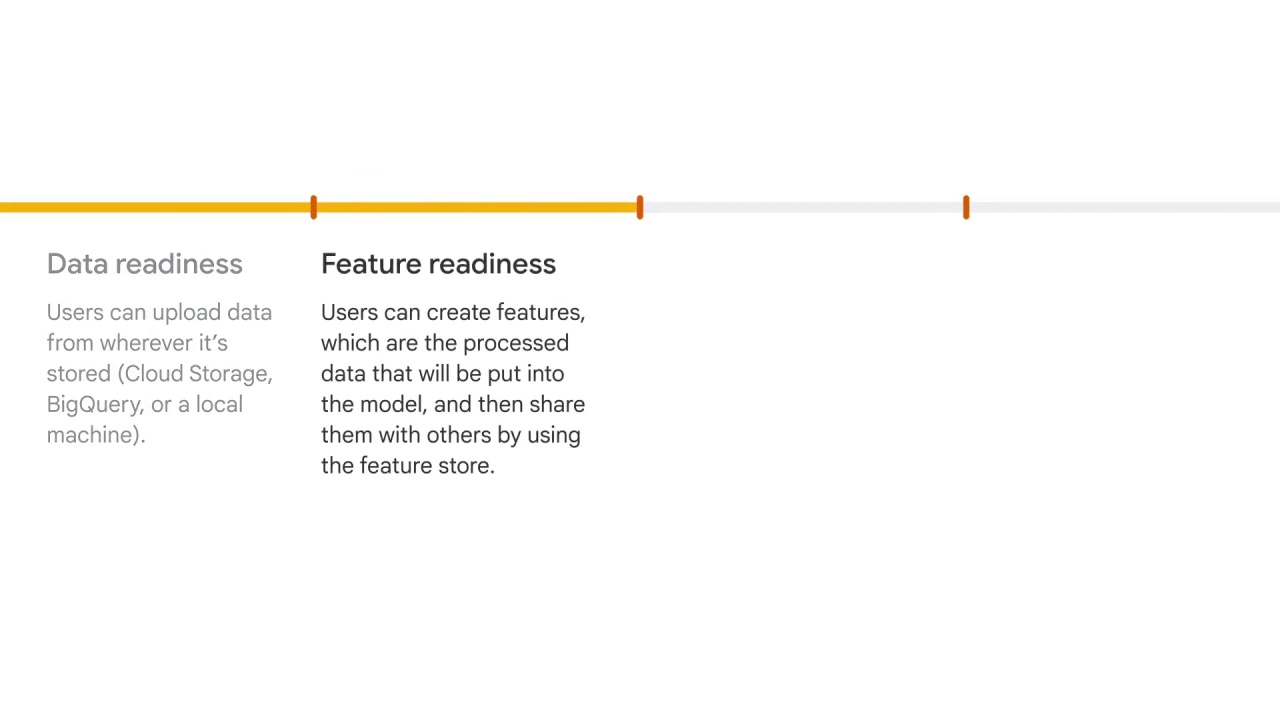 Data readiness
Users can upload data
from wherever it’s
stored (Cloud Storage,
BigQuery, or a local
machine).
Feature readiness
Users can create features,
which are the processed
data that will be put into
the model, and then share
them with others by using
the feature store.